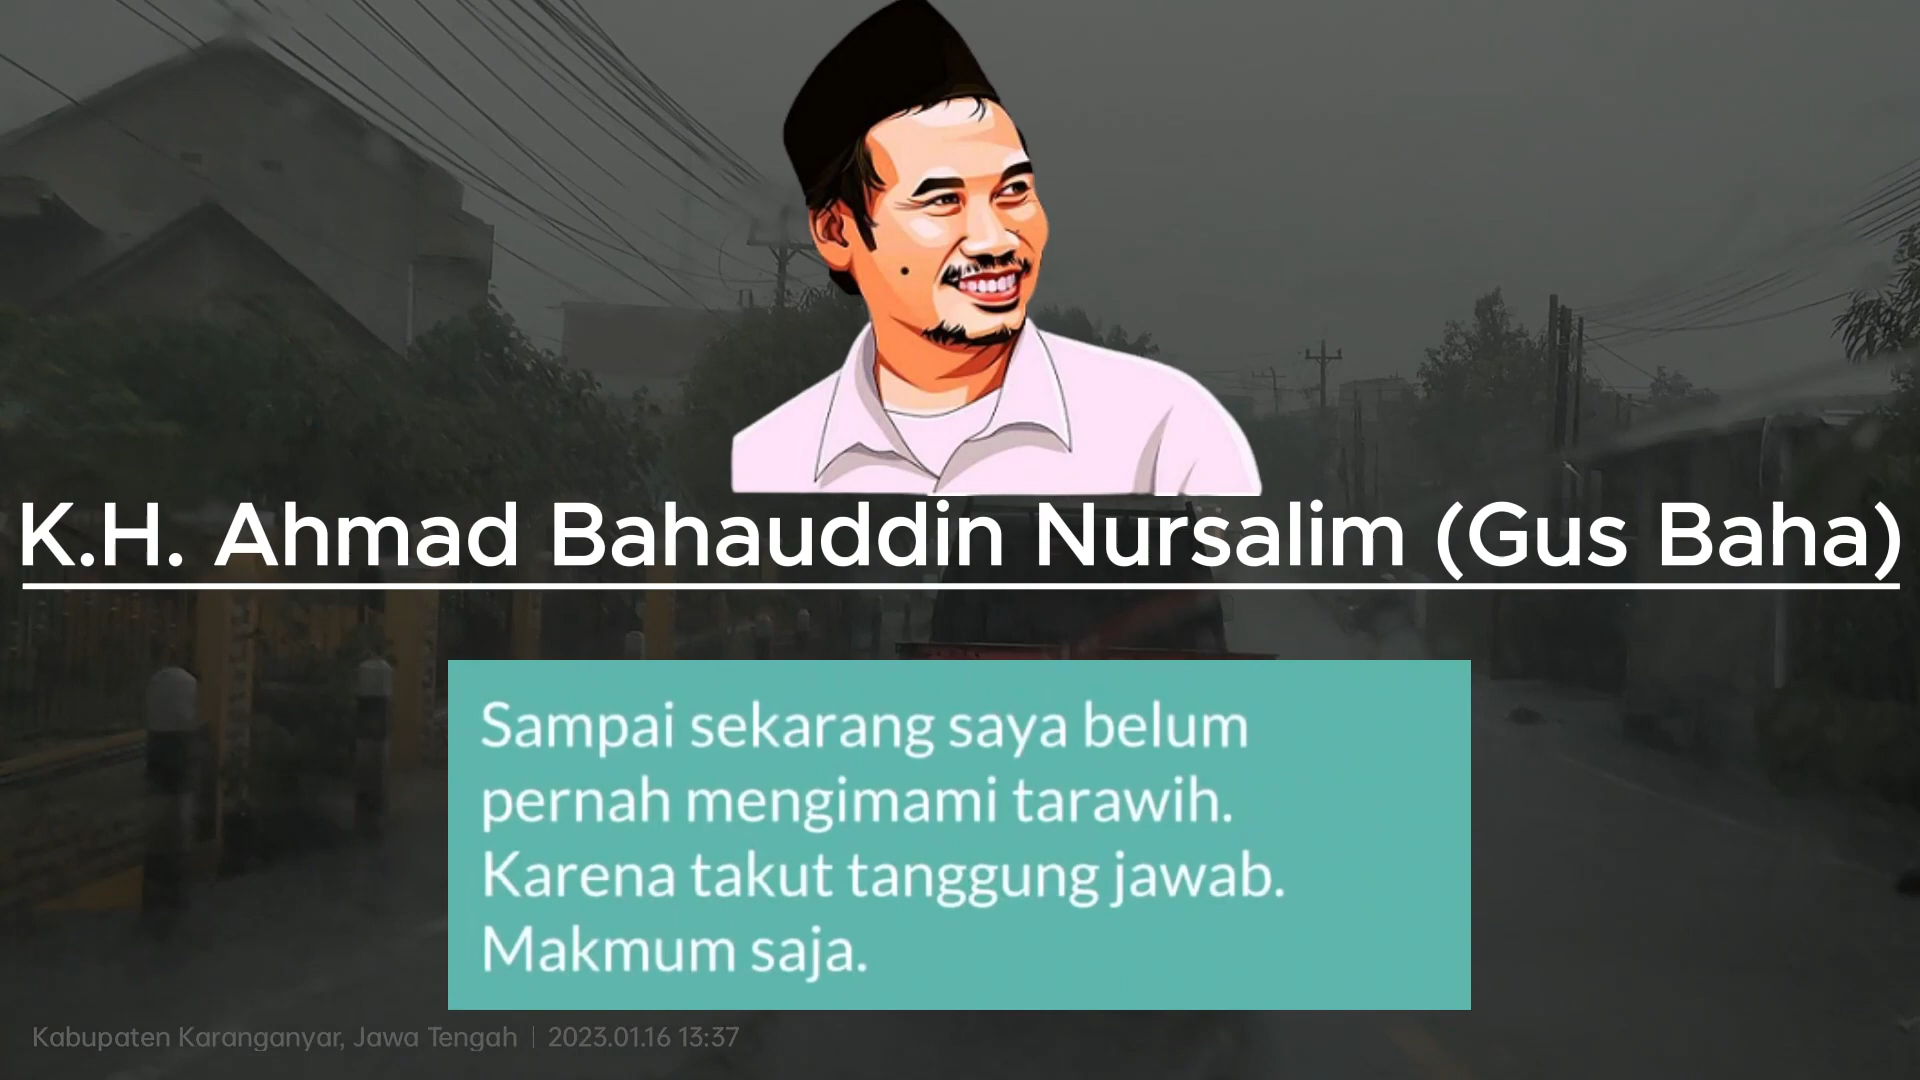 K.H. Ahmad Bahauddin Nursalim (Gus Baha)
Sampai sekarang saya belum
pernah mengimami tarawih.
Karena takut tanggung jawab.
Makmum saja.
Kabupaten Karanganyar, Jawa Tengah | 2023.01.16 13:37